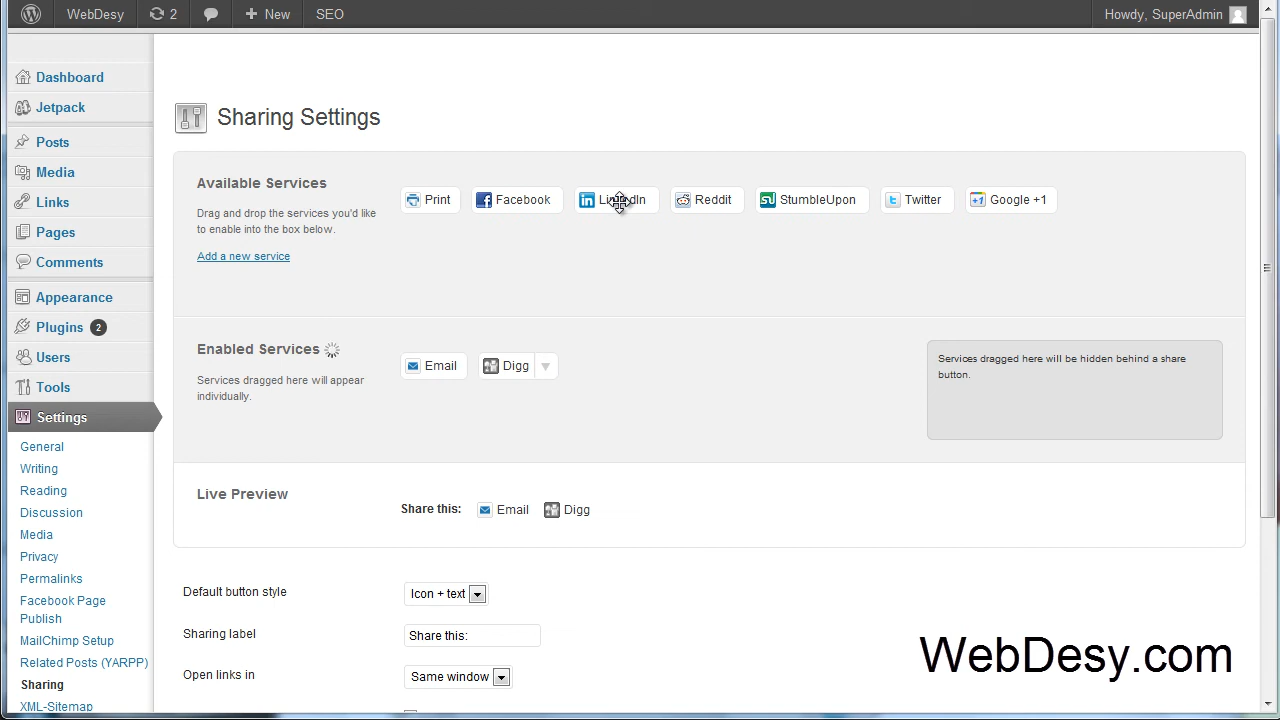 WebDesy
2
New
SEO
Howdy, SuperAdmin
Dashboard
Jetpack
Posts
Media
Links
Pages
Comments
Appearance
Plugins 2
Users
Tools
Settings
General
Writing
Reading
Discussion
Media
Privacy
Permalinks
Facebook Page
Publish
MailChimp Setup
Related Posts (YARPP)
Sharing
XML-Sitemap
Sharing Settings
Available Services
Drag and drop the services you'd like
to enable into the box below.
Add a new service
Print
Facebook
LinkedIn
Reddit
StumbleUpon
Twitter
Google +1
Enabled Services
Services dragged here will appear
individually.
Email
Digg
Services dragged here will be hidden behind a share
button.
Live Preview
Share this:
Email
Digg
Default button style
Icon + text
Sharing label
Share this:
Open links in
Same window
WebDesy.com